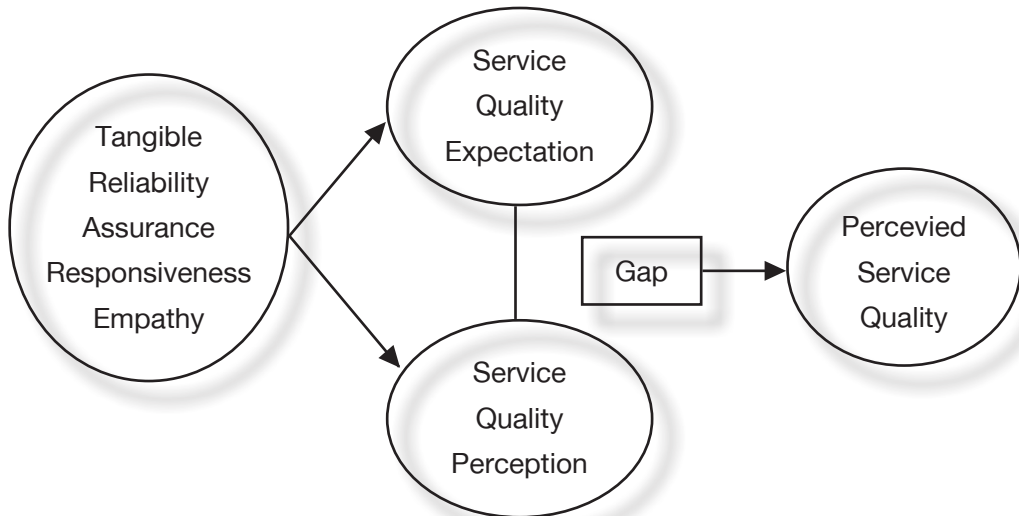 Tangible
Reliability
Assurance
Responsiveness
Empathy
Service
Quality
Expectation
Service
Quality
Perception
Gap
Percevied
Service
Quality